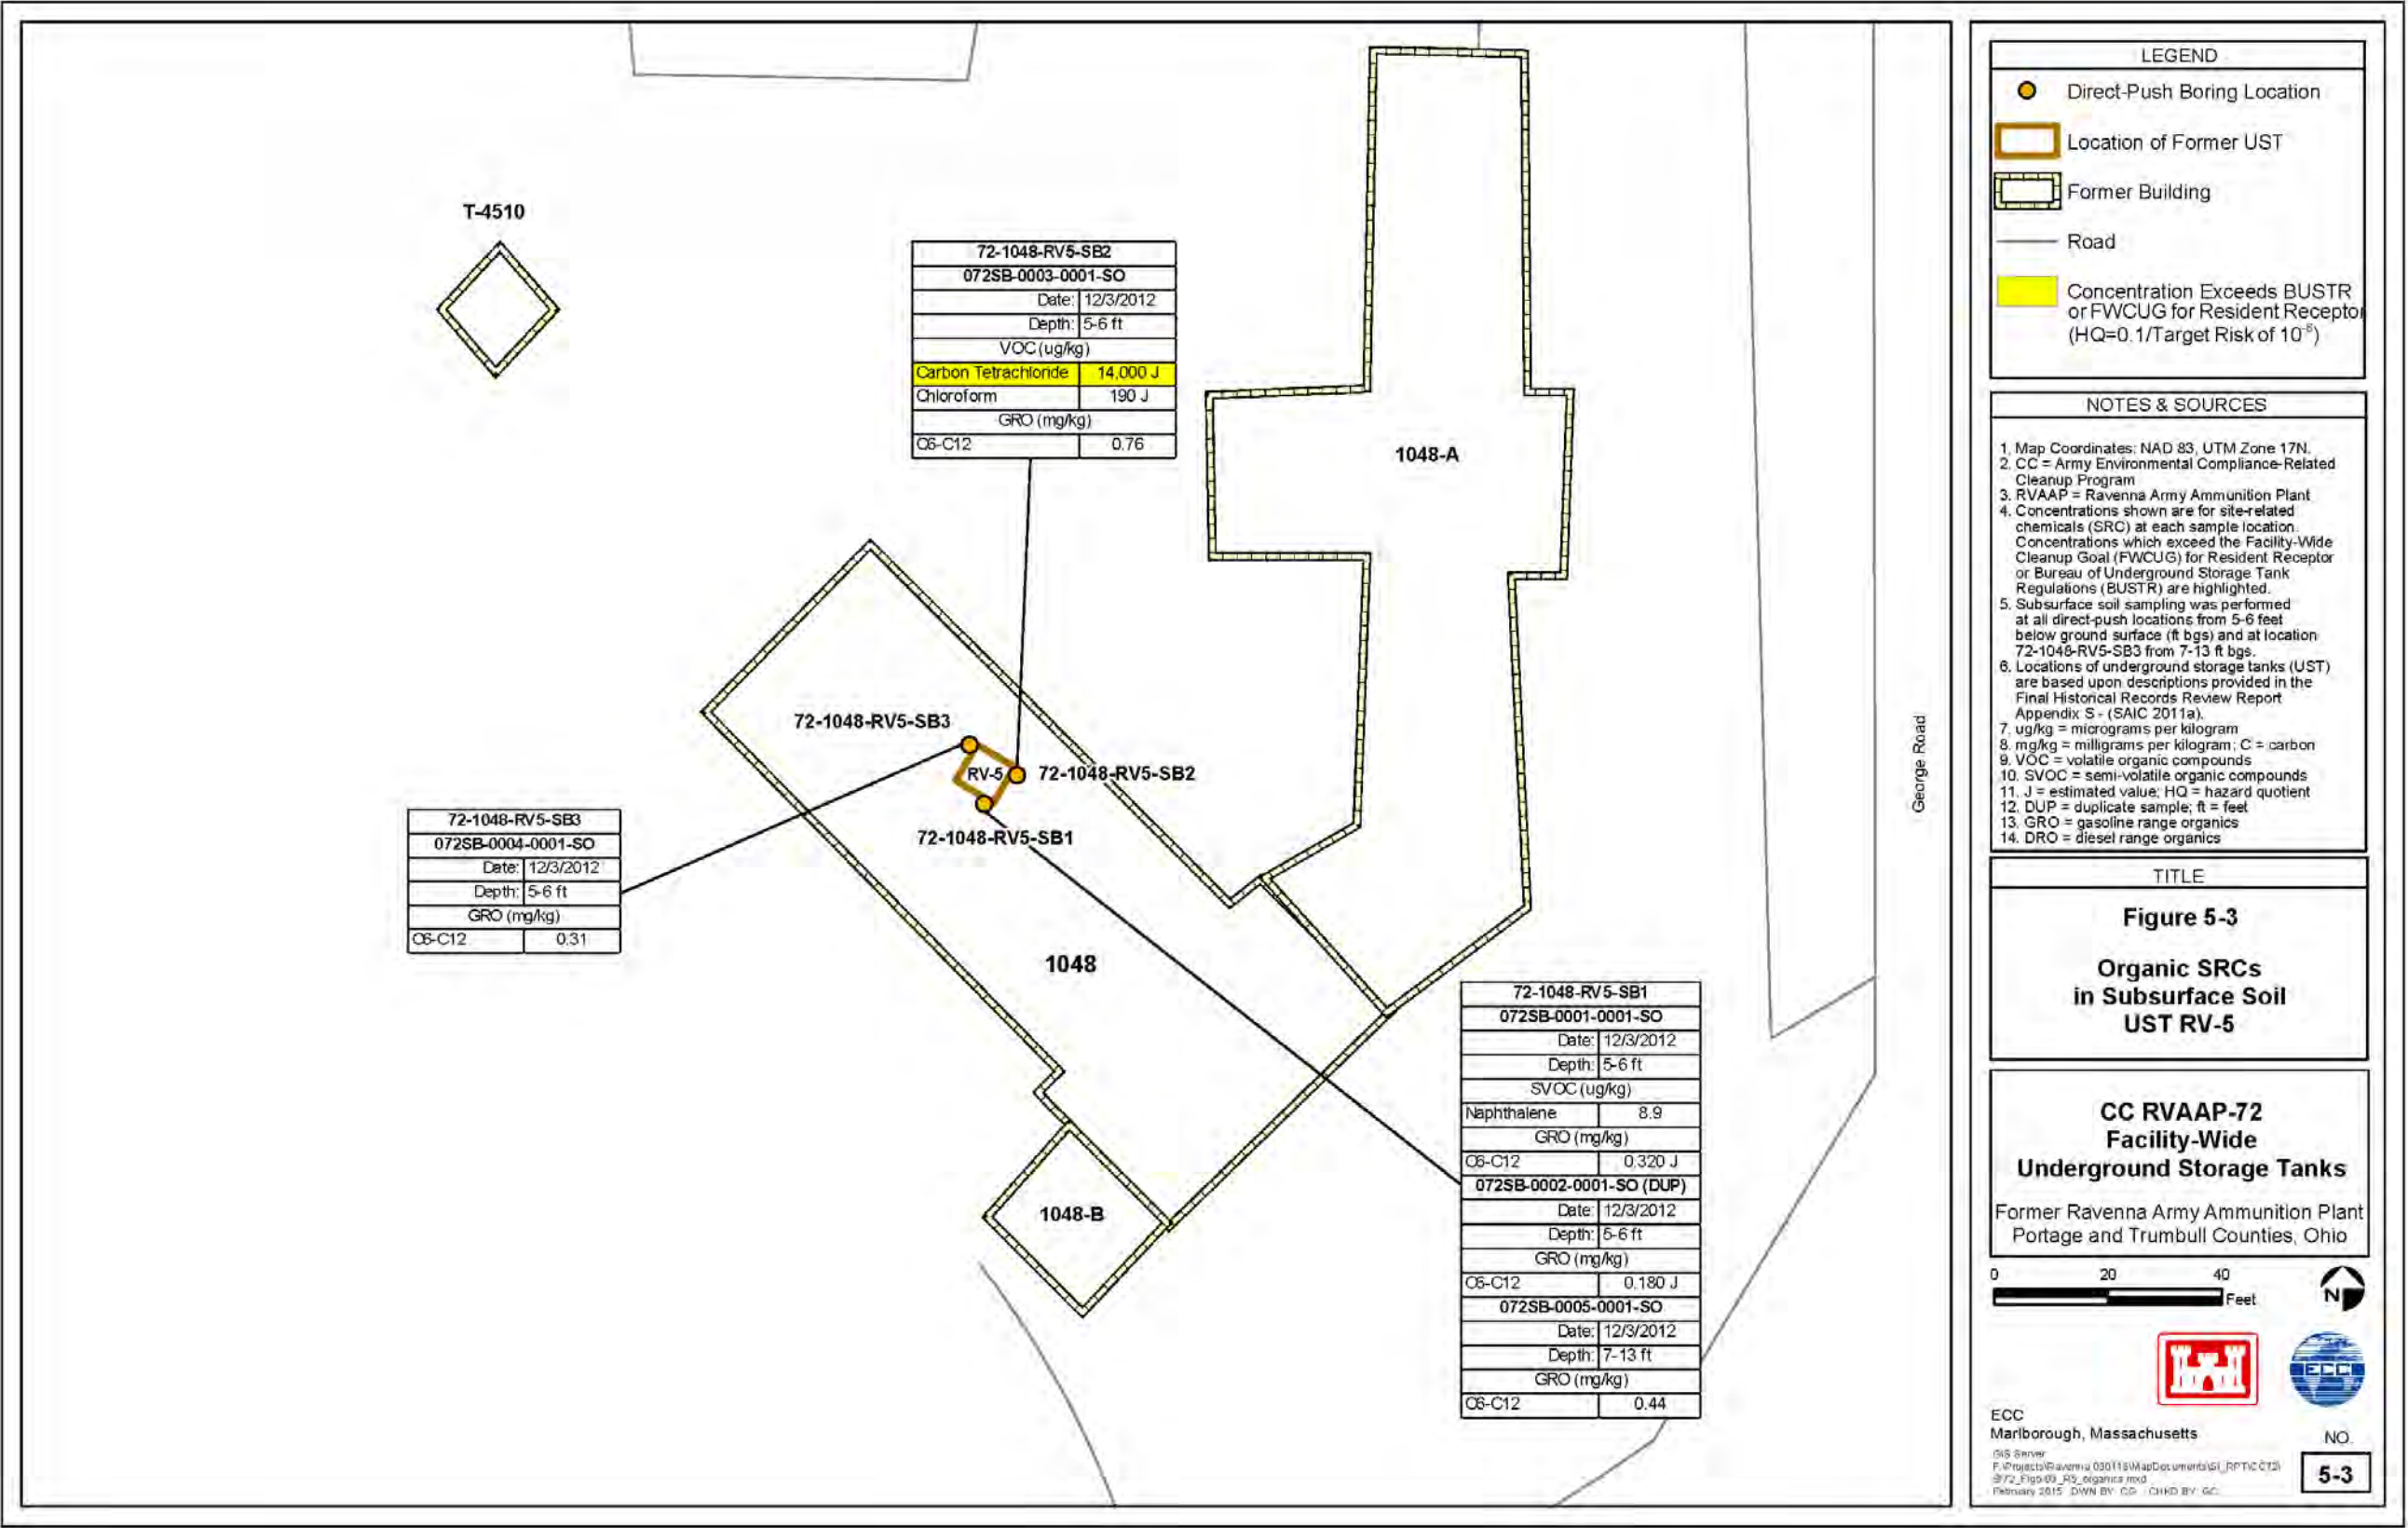 T-4510
72-1048-RV5-SB2
072SB-0003-0001-SO
Date: 12/3/2012
Depth: 5-6 ft
VOC (ug/kg)
Carbon Tetrachloride 14,000 J
Chloroform 190 J
GRO (mg/kg)
C6-C12 0.76
1048-A
72-1048-RV5-SB3
RV-5
72-1048-RV5-SB2
72-1048-RV5-SB1
72-1048-RV5-SB3
072SB-0004-0001-SO
Date: 12/3/2012
Depth: 5-6 ft
GRO (mg/kg)
C6-C12 0.31
1048
1048-B
George Road
72-1048-RV5-SB1
072SB-0001-0001-SO
Date: 12/3/2012
Depth: 5-6 ft
SVOC (ug/kg)
Naphthalene 8.9
GRO (mg/kg)
C6-C12 0.320 J
072SB-0002-0001-SO (DUP)
Date: 12/3/2012
Depth: 5-6 ft
GRO (mg/kg)
C6-C12 0.180 J
072SB-0005-0001-SO
Date: 12/3/2012
Depth: 7-13 ft
GRO (mg/kg)
C6-C12 0.44
LEGEND
Direct-Push Boring Location
Location of Former UST
Former Building
Road
Concentration Exceeds BUSTR
or FWCUG for Resident Receptor
(HQ=0.1/Target Risk of 10
NOTES & SOURCES
1. Map Coordinates: NAD 83, UTM Zone 17N.
2. CC = Army Environmental Compliance-Related
Cleanup Program
3. RVAAP = Ravenna Army Ammunition Plant
4. Concentrations shown are for site-related
chemicals (SRC) at each sample location.
Concentrations which exceed the Facility-Wide
Cleanup Goal (FWCUG) for Resident Receptor
or Bureau of Underground Storage Tank
Regulations (BUSTR) are highlighted.
5. Subsurface soil sampling was performed
at all direct-push locations from 5-6 feet
below ground surface (ft bgs) and at location
72-1048-RV5-SB3 from 7-13 ft bgs.
6. Locations of underground storage tanks (UST)
are based upon descriptions provided in the
Final Historical Records Review Report
Appendix S - (SAIC 2011a).
7. ug/kg = micrograms per kilogram
8. mg/kg = milligrams per kilogram; C = carbon
9. VOC = volatile organic compounds
10. SVOC = semi-volatile organic compounds
11. J = estimated value; HQ = hazard quotient
12. DUP = duplicate sample; ft = feet
13. GRO = gasoline range organics
14. DRO = diesel range organics
TITLE
Figure 5-3
Organic SRCs
in Subsurface Soil
UST RV-5
CC RVAAP-72
Facility-Wide
Underground Storage Tanks
Former Ravenna Army Ammunition Plant
Portage and Trumbull Counties, Ohio
0 20 40
Feet
N
ECC
ECC
Marlborough, Massachusetts
GIS Server
February 2015 DWN BY: CG CHKD BY: GC
NO.
5-3